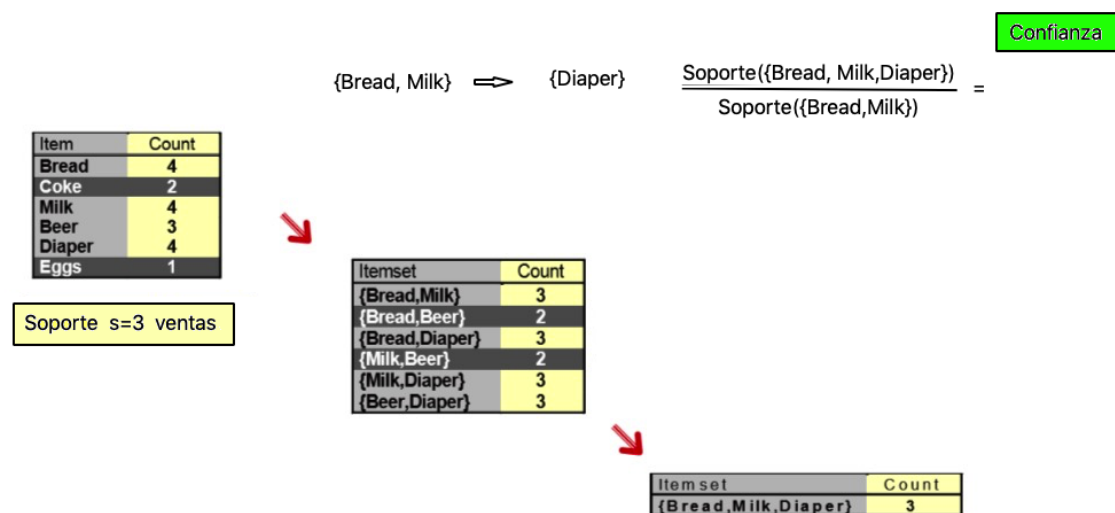 Confianza
{Bread, Milk} ⇒ {Diaper} Soporte({Bread, Milk,Diaper}) =
Soporte({Bread,Milk})
Item Count
Bread 4
Coke 2
Milk 4
Beer 3
Diaper 4
Eggs 1
Soporte s=3 ventas
Itemset Count
{Bread,Milk} 3
{Bread,Beer} 2
{Bread,Diaper} 3
{Milk,Beer} 2
{Milk,Diaper} 3
{Beer,Diaper} 3
Itemset Count
{Bread,Milk,Diaper} 3